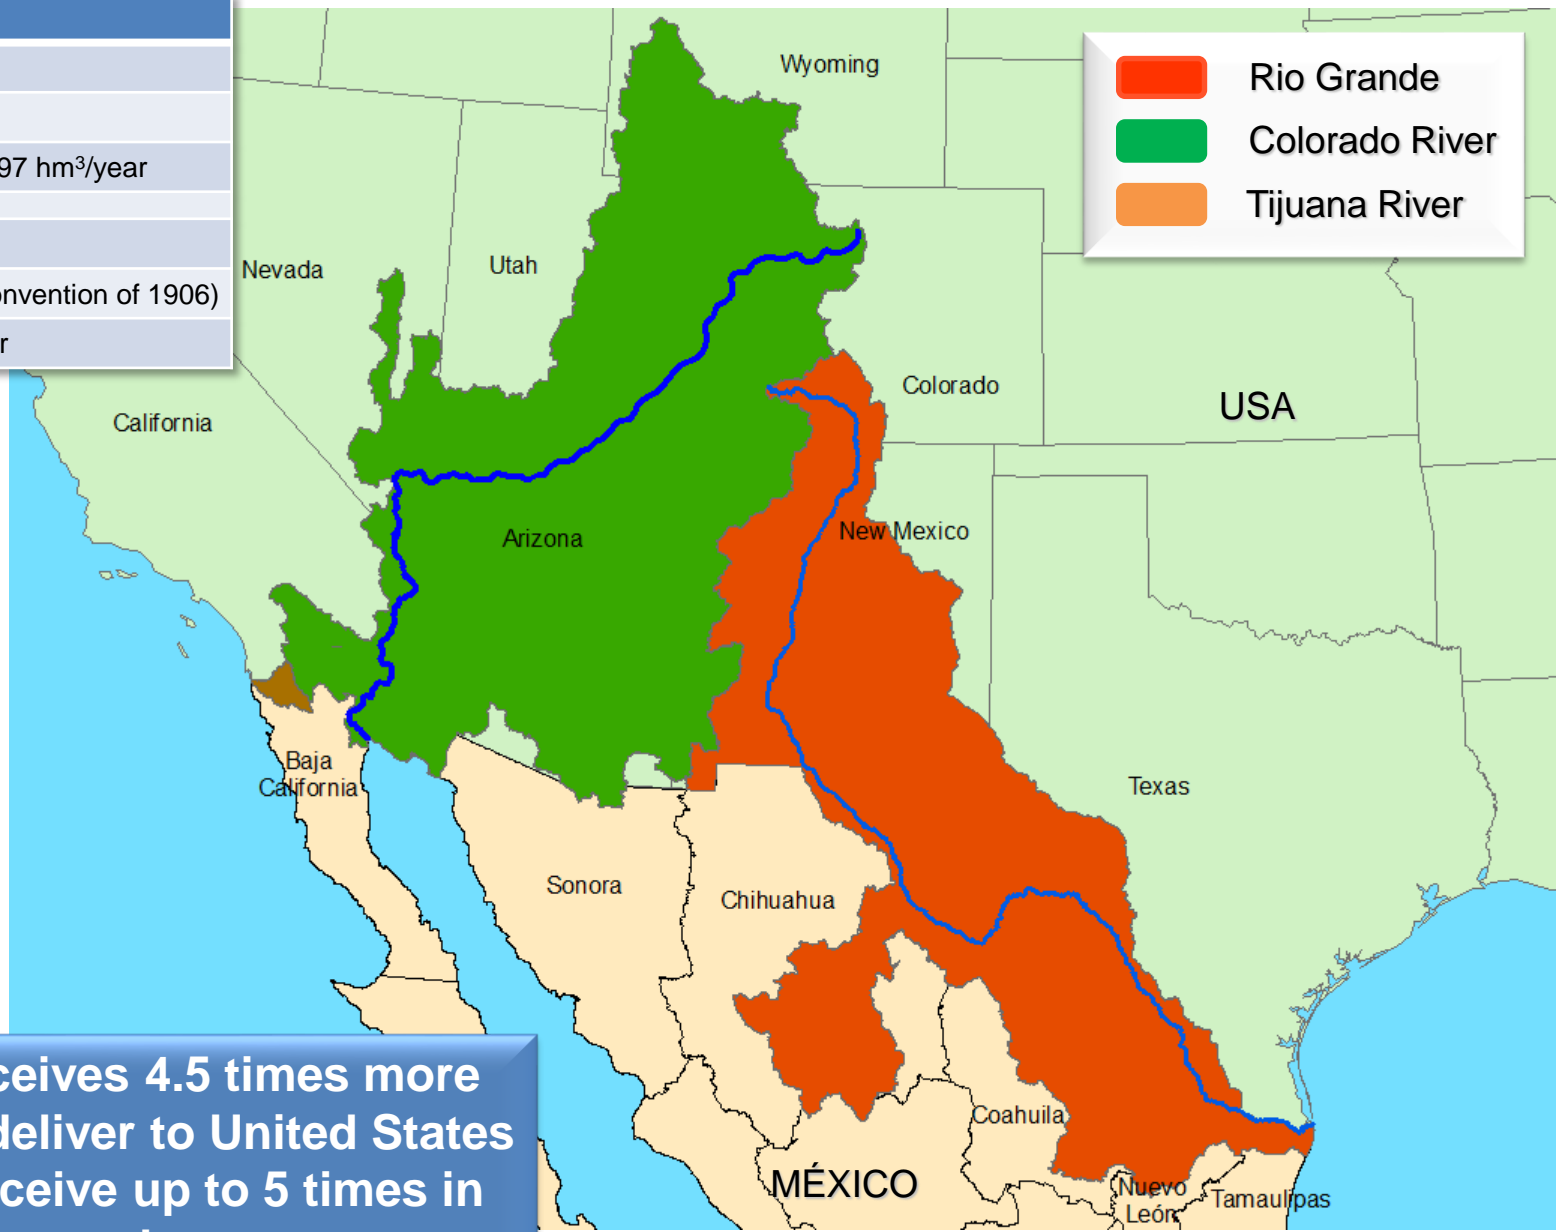 97 hm³/year
onvention of 1906)
r
Wyoming
Rio Grande
Colorado River
Tijuana River
Nevada
Utah
California
Colorado
USA
Arizona
New Mexico
Baja
California
Texas
Sonora
Chihuahua
Coahuila
MÉXICO
Nuevo
León
Tamaulipas
ceives 4.5 times more
deliver to United States
ceive up to 5 times in